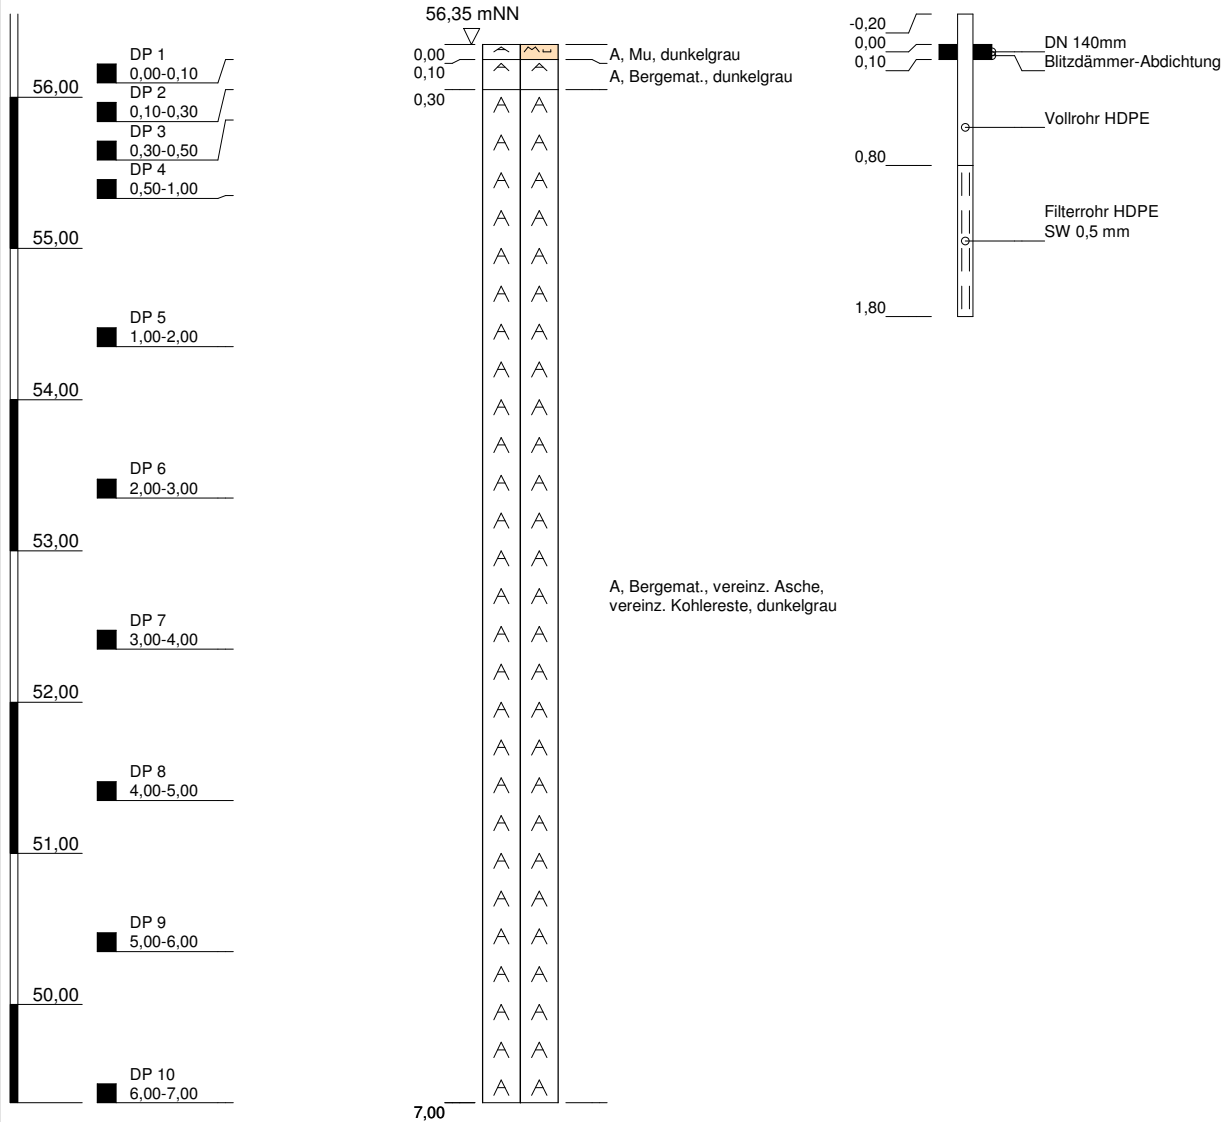 56,35 mNN
56,00
55,00
54,00
53,00
52,00
51,00
50,00
DP 1
0,00-0,10
DP 2
0,10-0,30
DP 3
0,30-0,50
DP 4
0,50-1,00
DP 5
1,00-2,00
DP 6
2,00-3,00
DP 7
3,00-4,00
DP 8
4,00-5,00
DP 9
5,00-6,00
DP 10
6,00-7,00
0,00
0,10
0,30
7,00
A, Mu, dunkelgrau
A, Bergemat., dunkelgrau
A, Bergemat., vereinz. Asche,
vereinz. Kohlereste, dunkelgrau
-0,20
0,00
0,10
0,80
1,80
DN 140mm
Blitzdämmer-Abdichtung
Vollrohr HDPE
Filterrohr HDPE
SW 0,5 mm